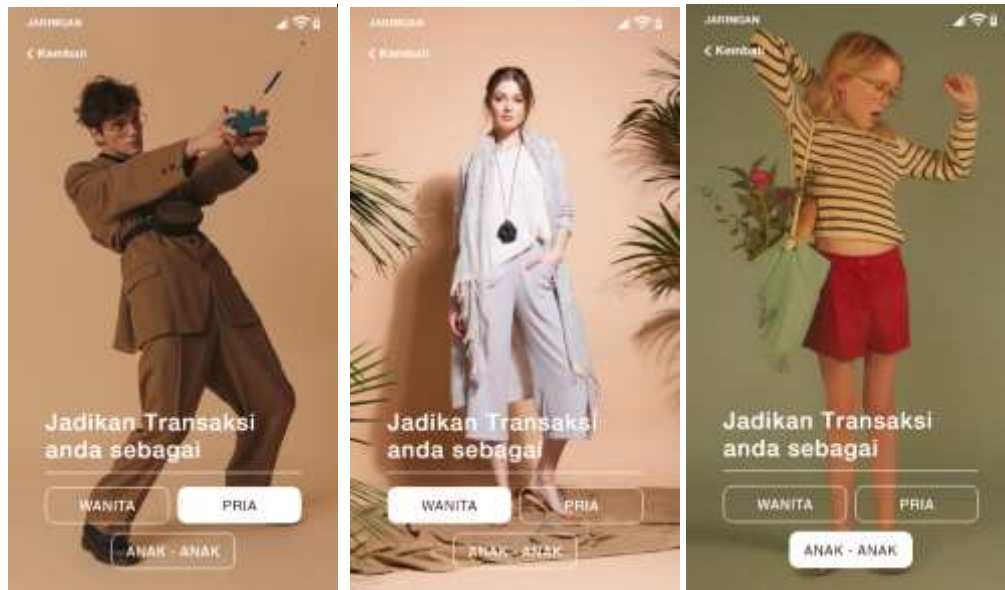 JARINGAN
< Kembali
Jadikan Transaksi
anda sebagai
WANITA
PRIA
ANAK - ANAK
JARINGAN
< Kembali
Jadikan Transaksi
anda sebagai
WANITA
PRIA
ANAK - ANAK
JARINGAN
< Kembali
Jadikan Transaksi
anda sebagai
WANITA
PRIA
ANAK - ANAK